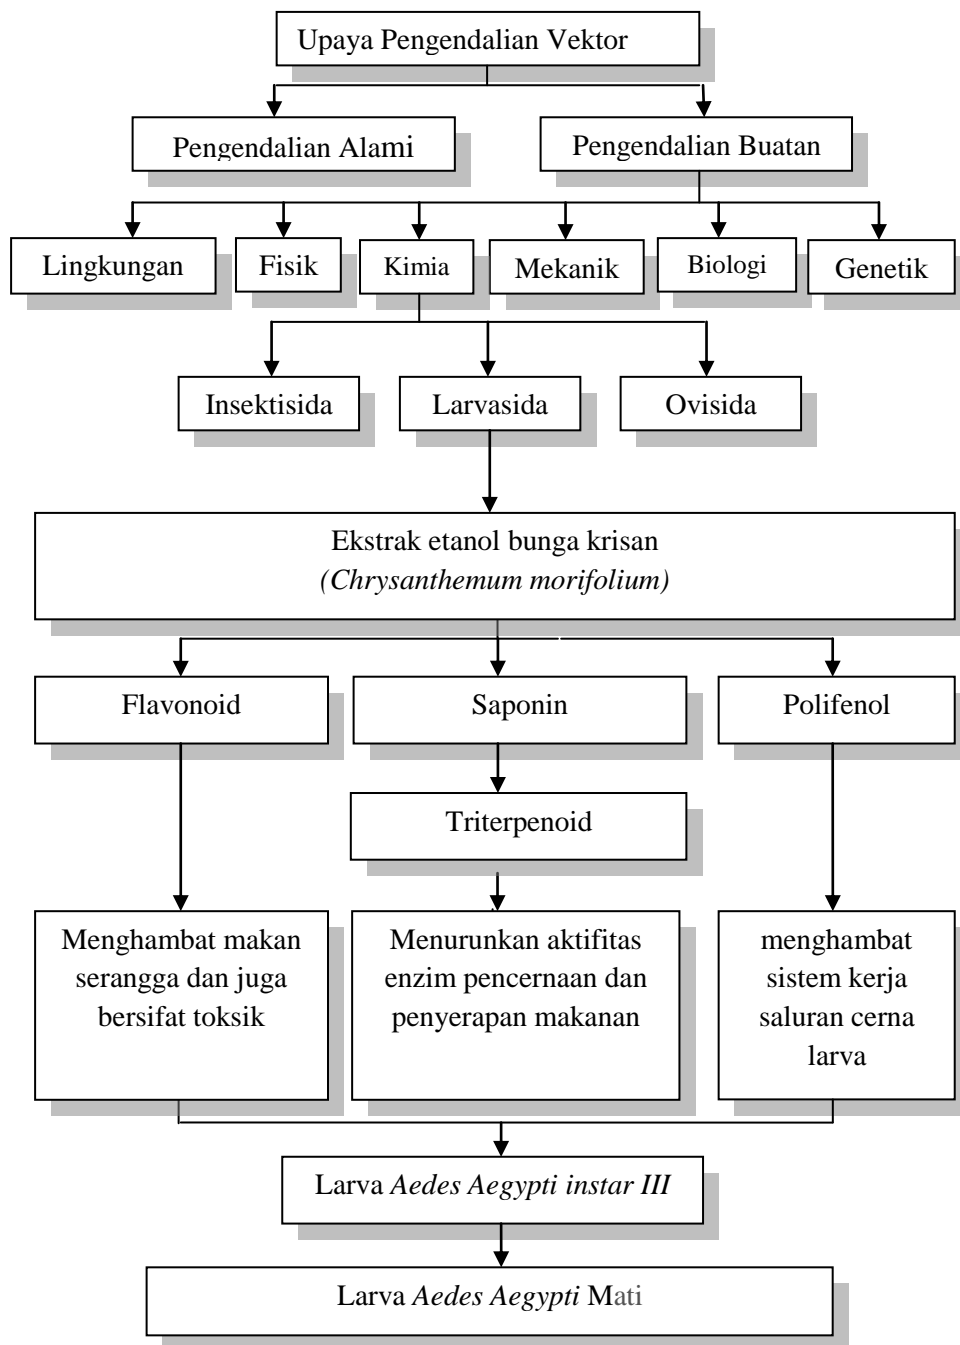 Upaya Pengendalian Vektor
Pengendalian Alami
Pengendalian Buatan
Lingkungan
Fisik
Kimia
Mekanik
Biologi
Genetik
Insektisida
Larvasida
Ovisida
Ekstrak etanol bunga krisan
(Chrysanthemum morifolium)
Flavonoid
Saponin
Polifenol
Triterpenoid
Menghambat makan
serangga dan juga
bersifat toksik
Menurunkan aktifitas
enzim pencernaan dan
penyerapan makanan
menghambat
sistem kerja
saluran cerna
larva
Larva Aedes Aegypti instar III
Larva Aedes Aegypti Mati